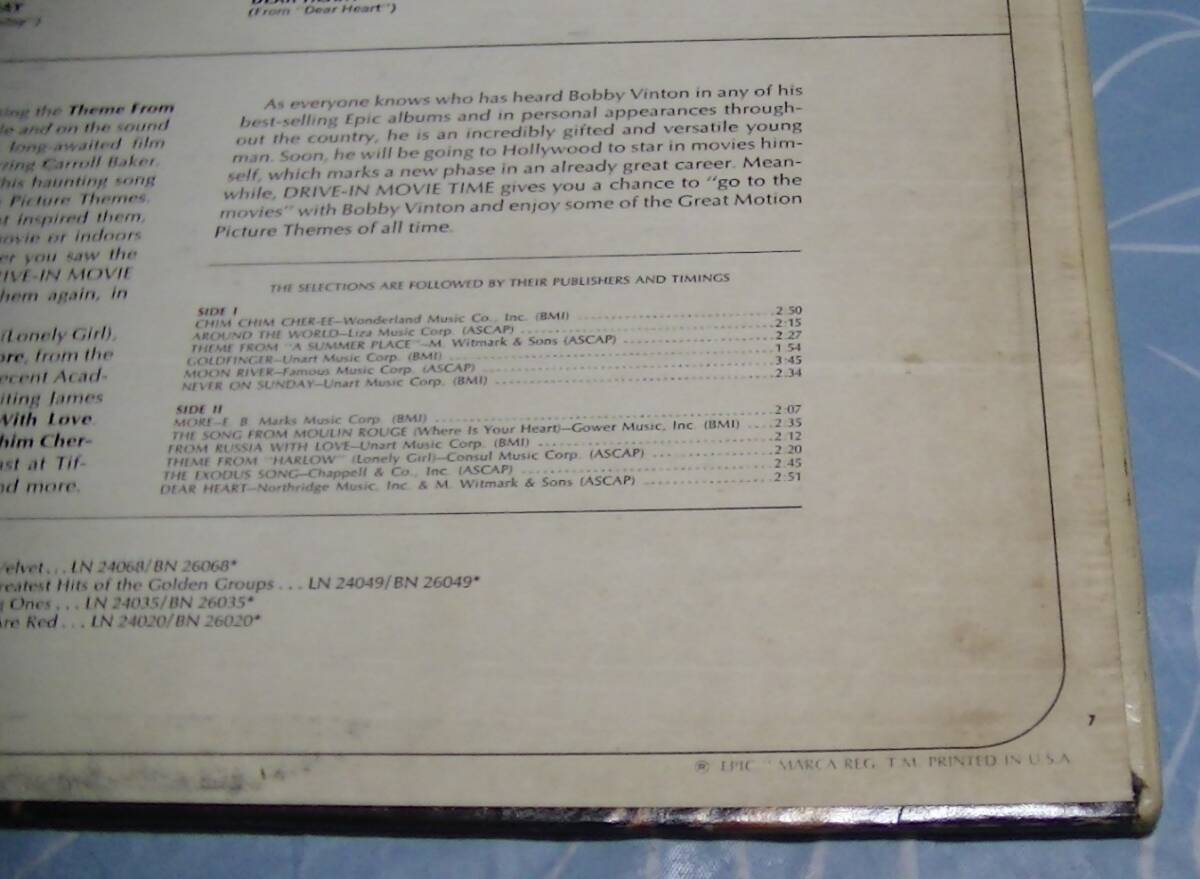 DEAR HEART
(From "Dear Heart")
sing the Theme From
le and on the sound
long-awaited film
ring Carroll Baker.
his haunting song
Picture Themes.
t inspired them,
ovie or indoors
er you saw the
IVE-IN MOVIE
hem again, in
(Lonely Girl),
ore, from the
ecent Acad-
iting James
With Love.
him Cher-
st at Tif-
nd more.
As everyone knows who has heard Bobby Vinton in any of his
best-selling Epic albums and in personal appearances through-
out the country, he is an incredibly gifted and versatile young
man. Soon, he will be going to Hollywood to star in movies him-
self, which marks a new phase in an already great career. Mean-
while, DRIVE-IN MOVIE TIME gives you a chance to "go to the
movies" with Bobby Vinton and enjoy some of the Great Motion
Picture Themes of all time.
THE SELECTIONS ARE FOLLOWED BY THEIR PUBLISHERS AND TIMINGS
SIDE I
CHIM CHIM CHER-EE—Wonderland Music Co., Inc. (BMI) 2:50
AROUND THE WORLD—Liza Music Corp. (ASCAP) 2:15
THEME FROM "A SUMMER PLACE"—M. Witmark & Sons (ASCAP) 2:27
GOLDFINGER—Unart Music Corp. (BMI) 1:54
MOON RIVER—Famous Music Corp. (ASCAP) 3:45
NEVER ON SUNDAY—Unart Music Corp. (BMI) 2:34
SIDE II
MORE—E. B. Marks Music Corp. (BMI) 2:07
THE SONG FROM MOULIN ROUGE (Where Is Your Heart)—Gower Music, Inc. (BMI) 2:35
FROM RUSSIA WITH LOVE—Unart Music Corp. (BMI) 2:12
THEME FROM "HARLOW" (Lonely Girl)—Consul Music Corp. (ASCAP) 2:20
THE EXODUS SONG—Chappell & Co., Inc. (ASCAP) 2:45
DEAR HEART—Northridge Music, Inc. & M. Witmark & Sons (ASCAP) 2:51
Velvet... LN 24068/BN 26068*
reatest Hits of the Golden Groups... LN 24049/BN 26049*
g Ones... LN 24035/BN 26035*
Are Red... LN 24020/BN 26020*
7
® EPIC " MARCA REG. T.M. PRINTED IN U.S.A.